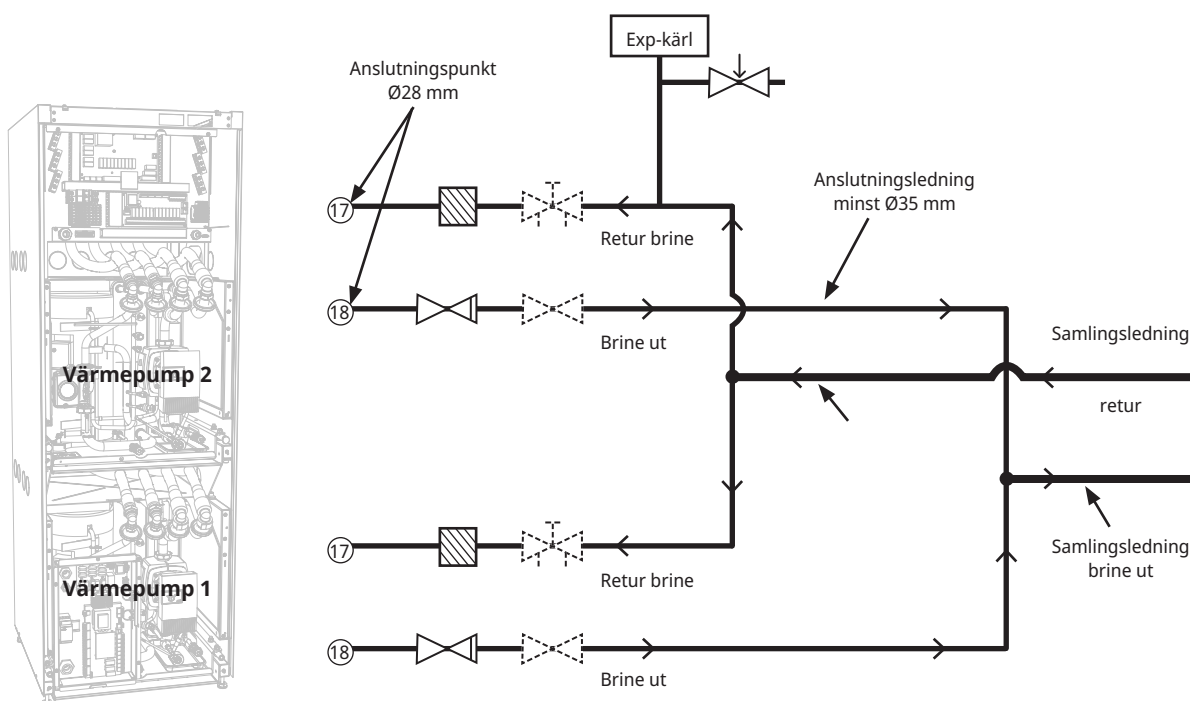 Exp-kärl
Anslutningspunkt
Ø28 mm
Anslutningsledning
minst Ø35 mm
17
Retur brine
18
Brine ut
Samlingsledning
retur
Värmepump 2
17
Retur brine
Samlingsledning
brine ut
Värmepump 1
18
Brine ut